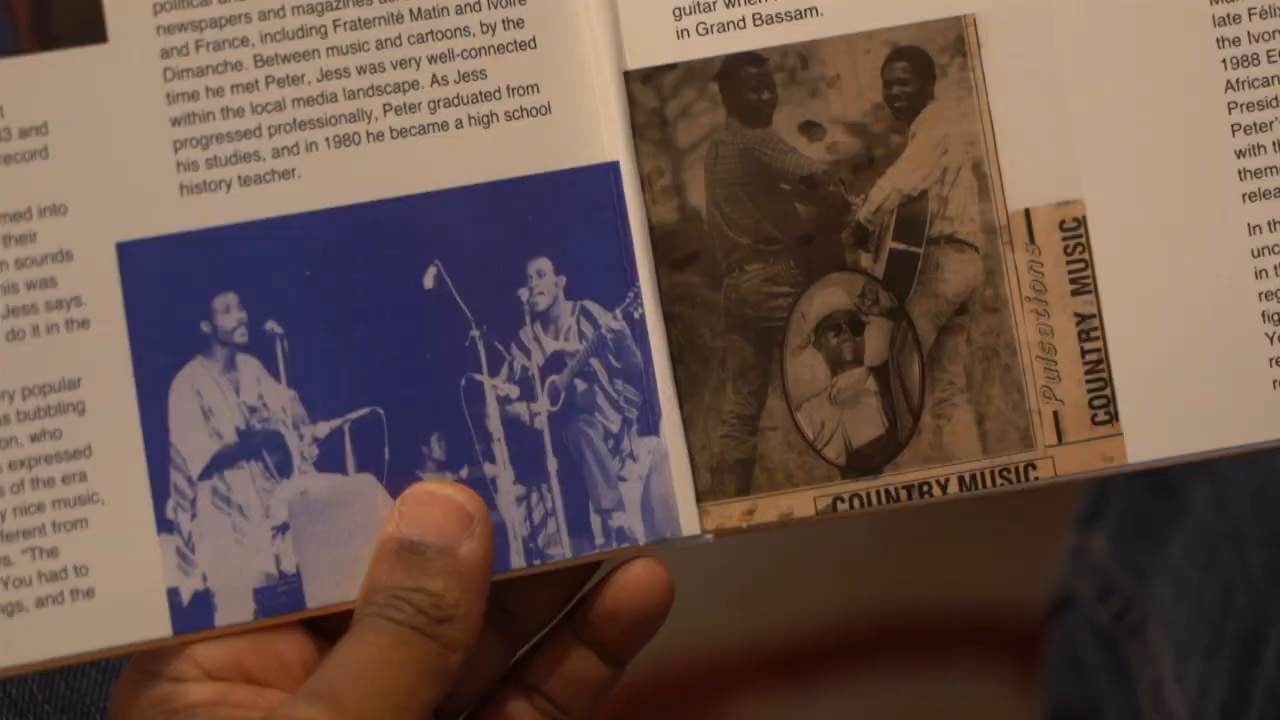 43 and
record
med into
their
sounds
his was
Jess says.
do it in the
ry popular
as bubbling
on, who
expressed
s of the era
y nice music,
ferent from
"The
You had to
ngs, and the
newspapers and magazines
and France, including Fraternité Matin and Ivoire
Dimanche. Between music and cartoons, by the
time he met Peter, Jess was very well-connected
within the local media landscape. As Jess
progressed professionally, Peter graduated from
his studies, and in 1980 he became a high school
history teacher.
guitar when
in Grand Bassam.
Pulsations
COUNTRY MUSIC
COUNTRY MUSIC
late Félix
the Ivor
1988 E
African
Presid
Peter'
with th
them
relea
In th
unc
in t
reg
fig
Y
re
r